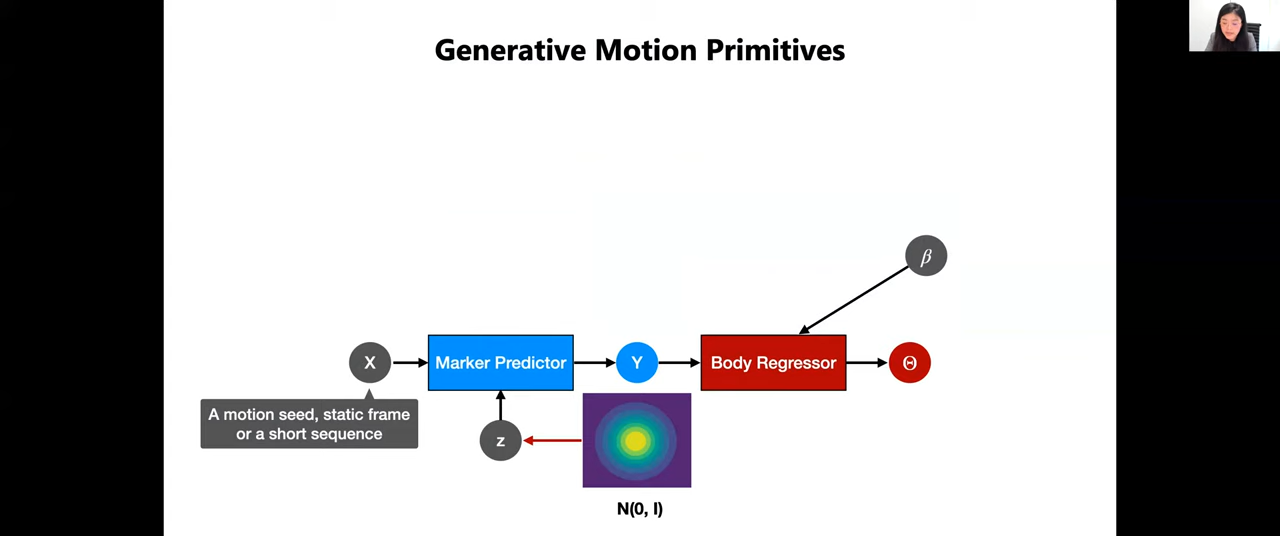 Generative Motion Primitives
β
X
Marker Predictor
Y
Body Regressor
Θ
A motion seed, static frame
or a short sequence
z
N(0, I)